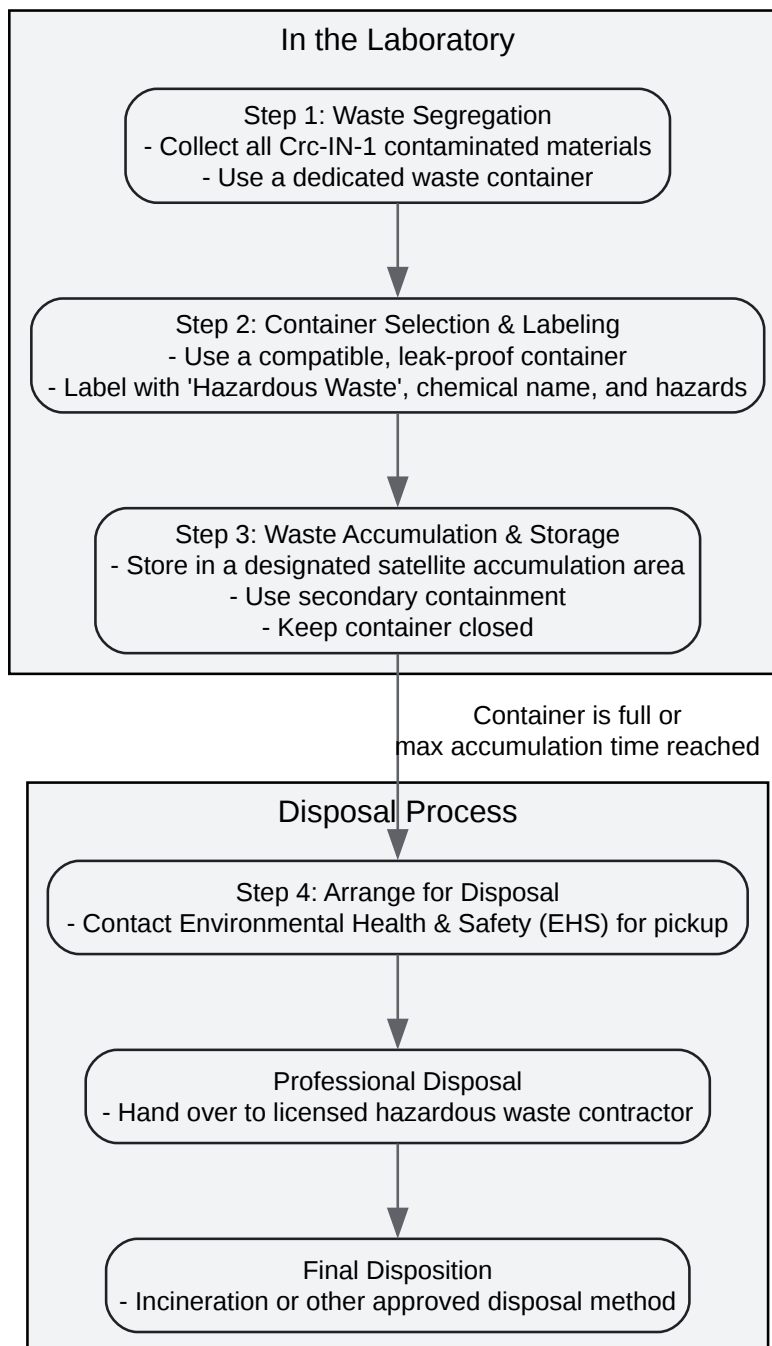 In the Laboratory
Step 1: Waste Segregation
- Collect all Crc-IN-1 contaminated materials
- Use a dedicated waste container
Step 2: Container Selection & Labeling
- Use a compatible, leak-proof container
- Label with 'Hazardous Waste', chemical name, and hazards
Step 3: Waste Accumulation & Storage
- Store in a designated satellite accumulation area
- Use secondary containment
- Keep container closed
Container is full or
max accumulation time reached
Disposal Process
Step 4: Arrange for Disposal
- Contact Environmental Health & Safety (EHS) for pickup
Professional Disposal
- Hand over to licensed hazardous waste contractor
Final Disposition
- Incineration or other approved disposal method